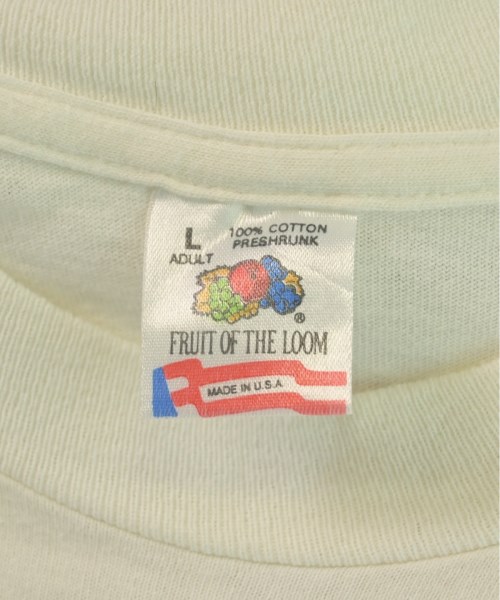 L
ADULT
100% COTTON
PRESHRUNK
®
FRUIT OF THE LOOM
MADE IN U.S.A